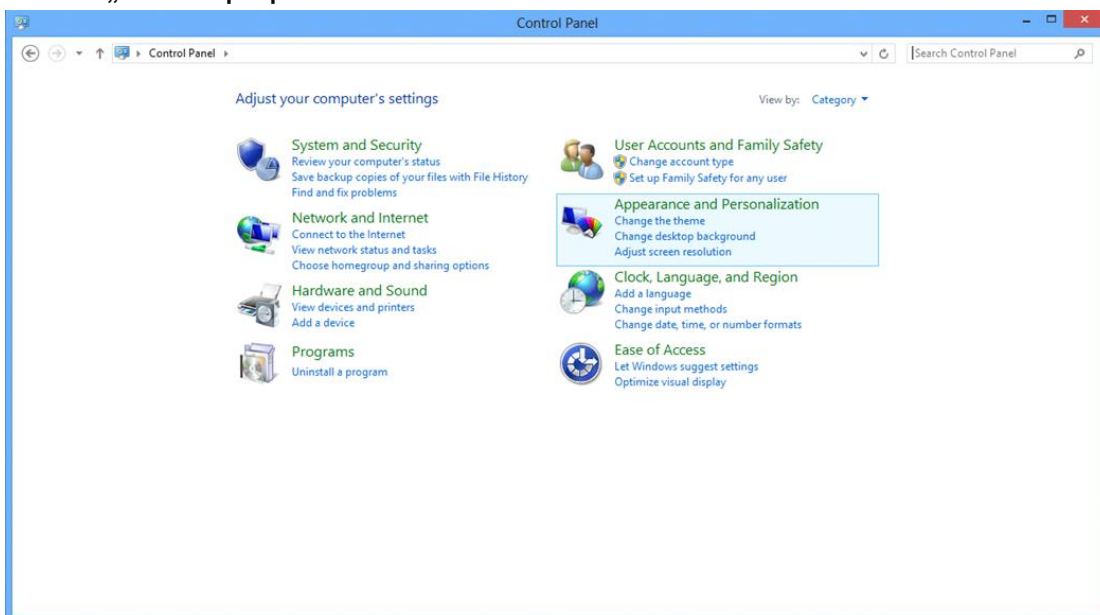 Control Panel
Control Panel
Search Control Panel
Adjust your computer's settings
View by: Category
System and Security
Review your computer's status
Save backup copies of your files with File History
Find and fix problems
Network and Internet
Connect to the Internet
View network status and tasks
Choose homegroup and sharing options
Hardware and Sound
View devices and printers
Add a device
Programs
Uninstall a program
User Accounts and Family Safety
Change account type
Set up Family Safety for any user
Appearance and Personalization
Change the theme
Change desktop background
Adjust screen resolution
Clock, Language, and Region
Add a language
Change input methods
Change date, time, or number formats
Ease of Access
Let Windows suggest settings
Optimize visual display